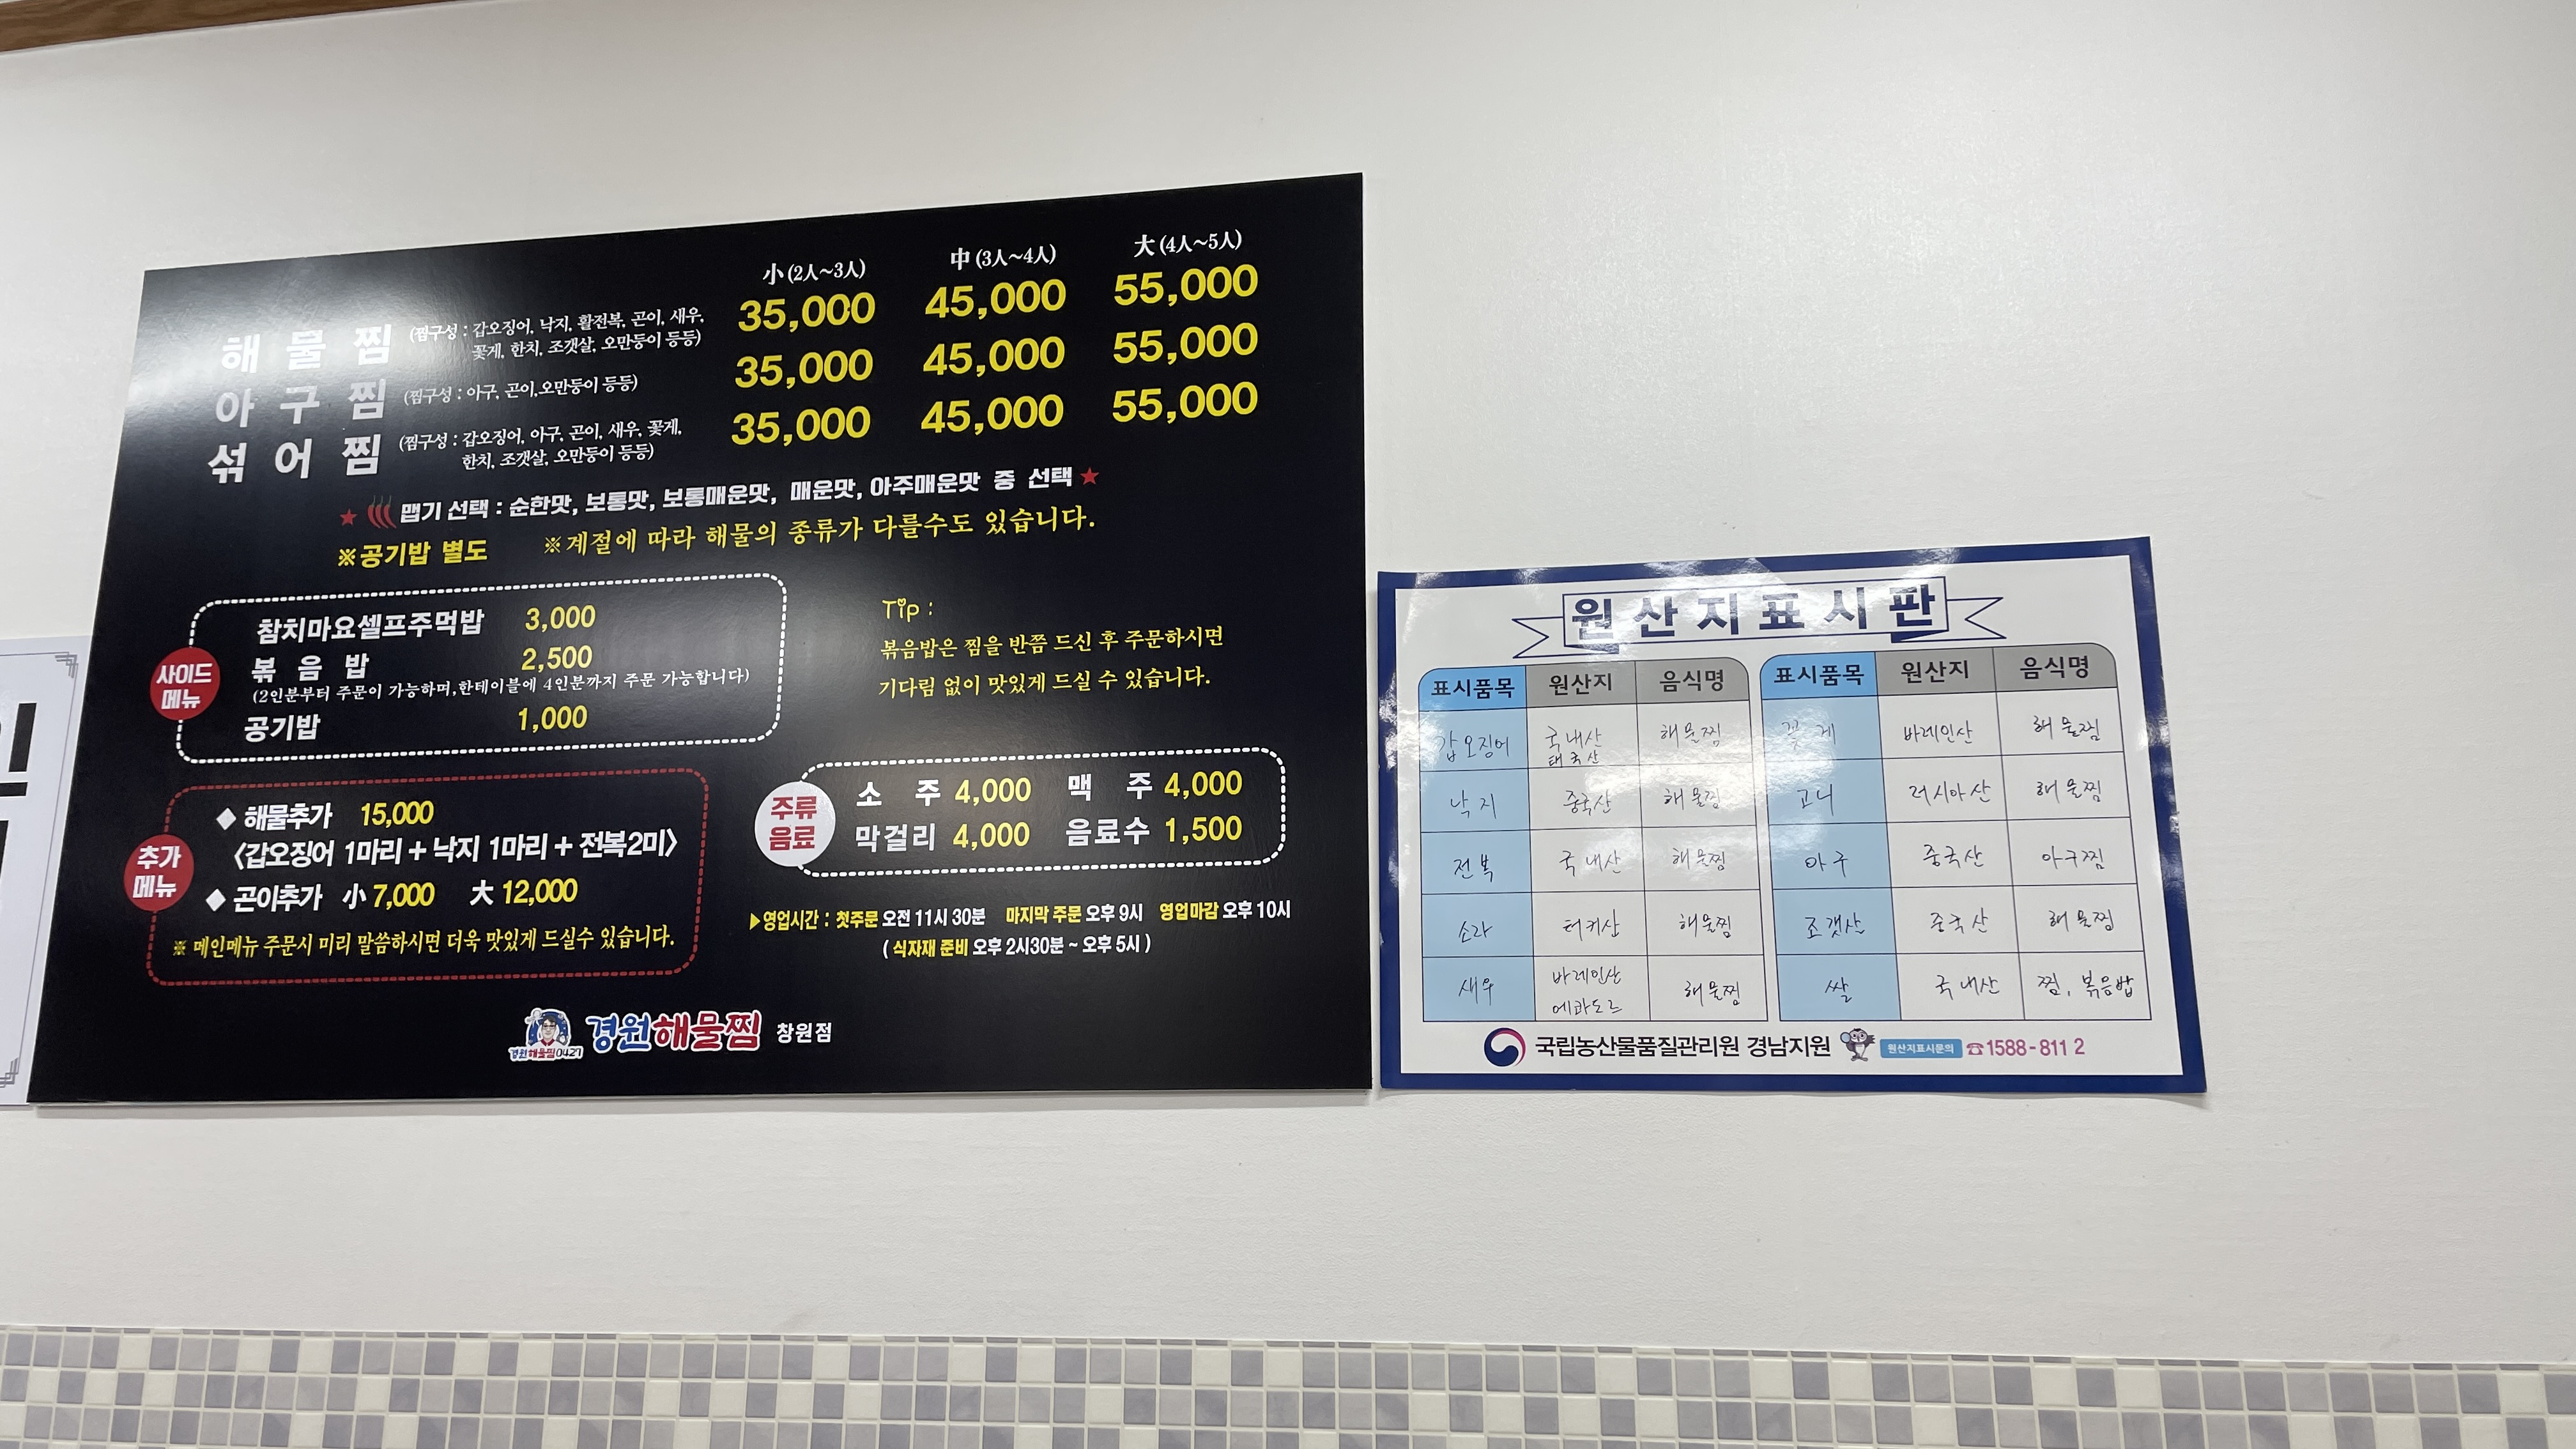 小 (2人~3人) 中 (3人~4人) 大 (4人~5人)
해물찜 (찜구성 : 갑오징어, 낙지, 활전복, 곤이, 새우, 35,000 45,000 55,000
꽃게, 한치, 조갯살, 오만둥이 등등)
아구찜 (찜구성 : 아구, 곤이,오만둥이 등등) 35,000 45,000 55,000
섞어찜 (찜구성 : 갑오징어, 아구, 곤이, 새우, 꽃게, 35,000 45,000 55,000
한치, 조갯살, 오만둥이 등등)
★ 맵기 선택 : 순한맛, 보통맛, 보통매운맛, 매운맛, 아주매운맛 중 선택 ★
※공기밥 별도 ※계절에 따라 해물의 종류가 다를수도 있습니다.
사이드
메뉴
참치마요셀프주먹밥 3,000
볶음밥 2,500
(2인분부터 주문이 가능하며,한테이블에 4인분까지 주문 가능합니다)
공기밥 1,000
Tip :
볶음밥은 찜을 반쯤 드신 후 주문하시면
기다림 없이 맛있게 드실 수 있습니다.
추가
메뉴
◆ 해물추가 15,000
〈갑오징어 1마리 + 낙지 1마리 + 전복2미〉
◆ 곤이추가 小 7,000 大 12,000
※ 메인메뉴 주문시 미리 말씀하시면 더욱 맛있게 드실수 있습니다.
주류
음료
소 주 4,000 맥 주 4,000
막걸리 4,000 음료수 1,500
▶영업시간 : 첫주문 오전 11시 30분 마지막 주문 오후 9시 영업마감 오후 10시
( 식자재 준비 오후 2시30분 ~ 오후 5시 )
경원해물찜0427 경원해물찜 창원점
원산지표시판
표시품목 원산지 음식명 표시품목 원산지 음식명
갑오징어 국내산 태국산 해물찜 꽃게 바레인산 해물찜
낙지 중국산 해물찜 고니 러시아산 해물찜
전복 국내산 해물찜 아구 중국산 아구찜
소라 터키산 해물찜 조갯살 중국산 해물찜
새우 바레인산 에콰도르 해물찜 쌀 국내산 찜, 볶음밥
국립농산물품질관리원 경남지원 원산지표시문의 ☎1588-8112